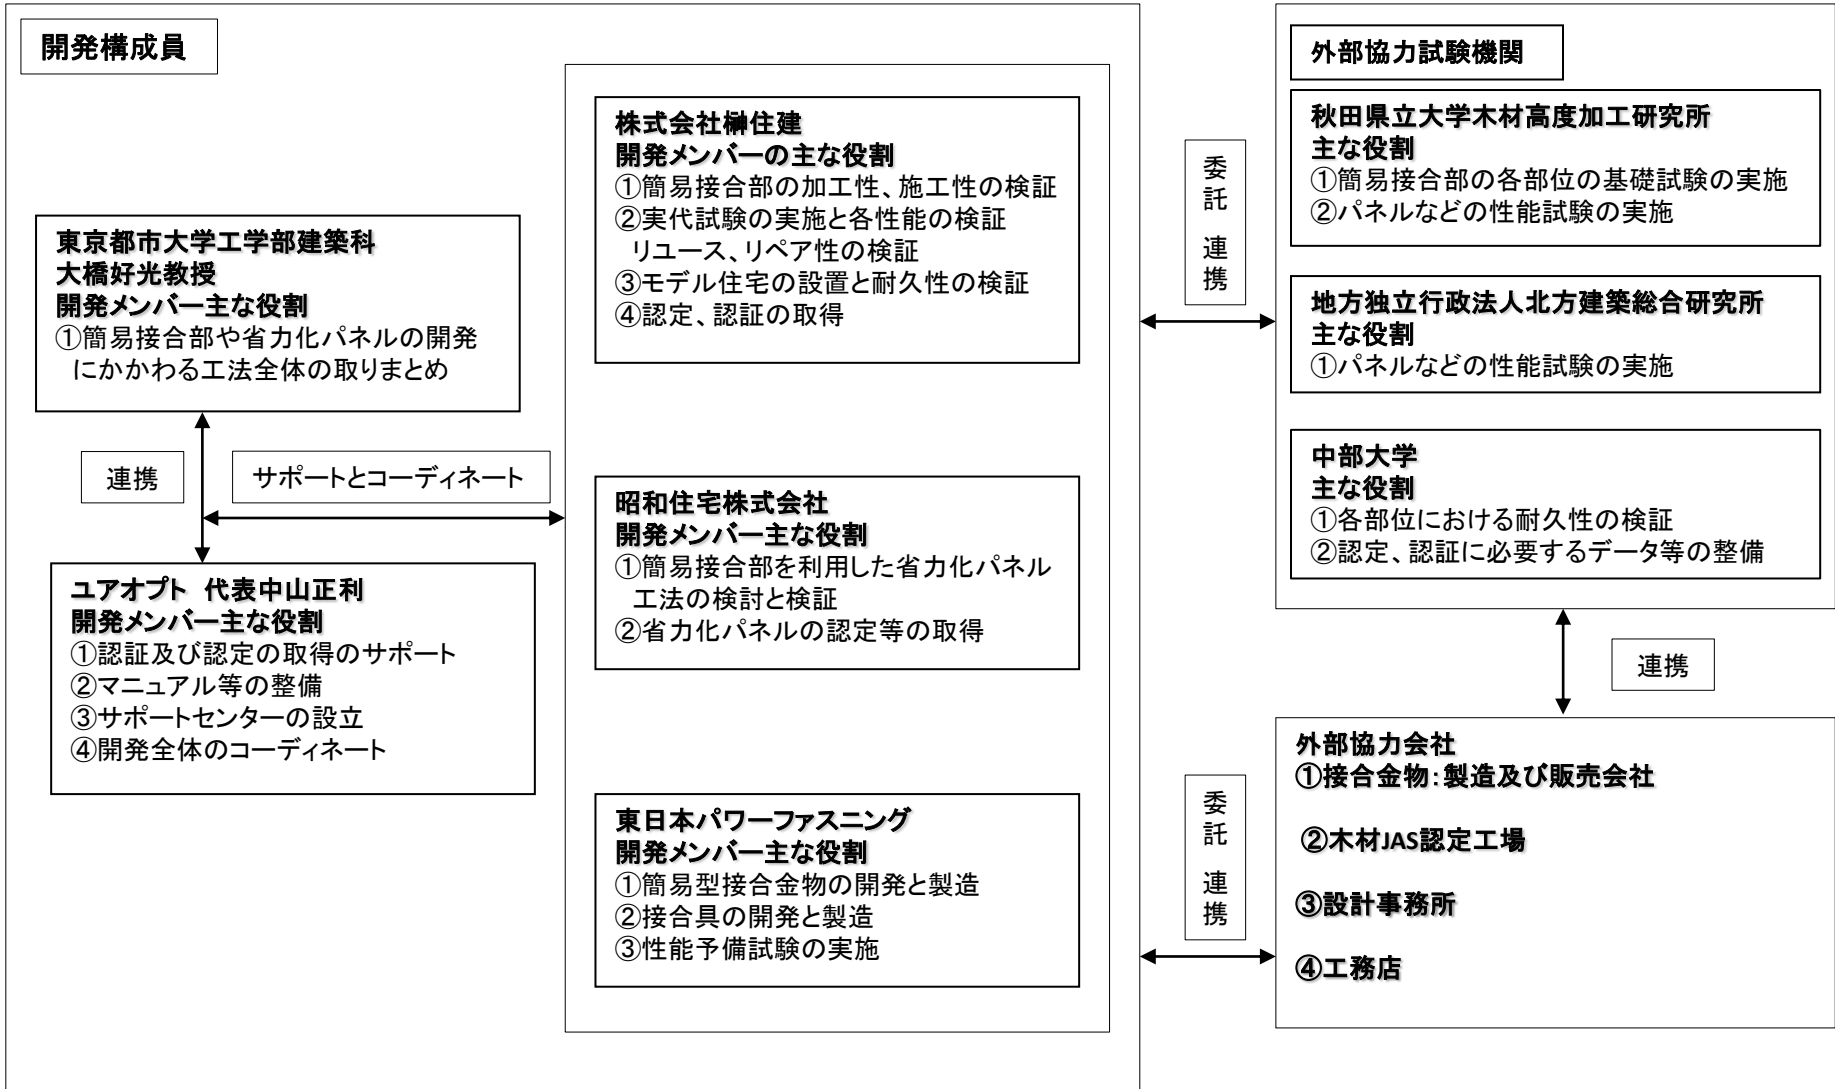 開発構成員
東京都市大学工学部建築科
大橋好光教授
開発メンバー主な役割
①簡易接合部や省力化パネルの開発
にかかわる工法全体の取りまとめ
連携
サポートとコーディネート
ユアオプト 代表中山正利
開発メンバー主な役割
①認証及び認定の取得のサポート
②マニュアル等の整備
③サポートセンターの設立
④開発全体のコーディネート
株式会社榊住建
開発メンバーの主な役割
①簡易接合部の加工性、施工性の検証
②実代試験の実施と各性能の検証
リユース、リペア性の検証
③モデル住宅の設置と耐久性の検証
④認定、認証の取得
昭和住宅株式会社
開発メンバー主な役割
①簡易接合部を利用した省力化パネル
工法の検討と検証
②省力化パネルの認定等の取得
東日本パワーファスニング
開発メンバー主な役割
①簡易型接合金物の開発と製造
②接合具の開発と製造
③性能予備試験の実施
委託 連携
委託 連携
外部協力試験機関
秋田県立大学木材高度加工研究所
主な役割
①簡易接合部の各部位の基礎試験の実施
②パネルなどの性能試験の実施
地方独立行政法人北方建築総合研究所
主な役割
①パネルなどの性能試験の実施
中部大学
主な役割
①各部位における耐久性の検証
②認定、認証に必要するデータ等の整備
連携
外部協力会社
①接合金物：製造及び販売会社
②木材JAS認定工場
③設計事務所
④工務店